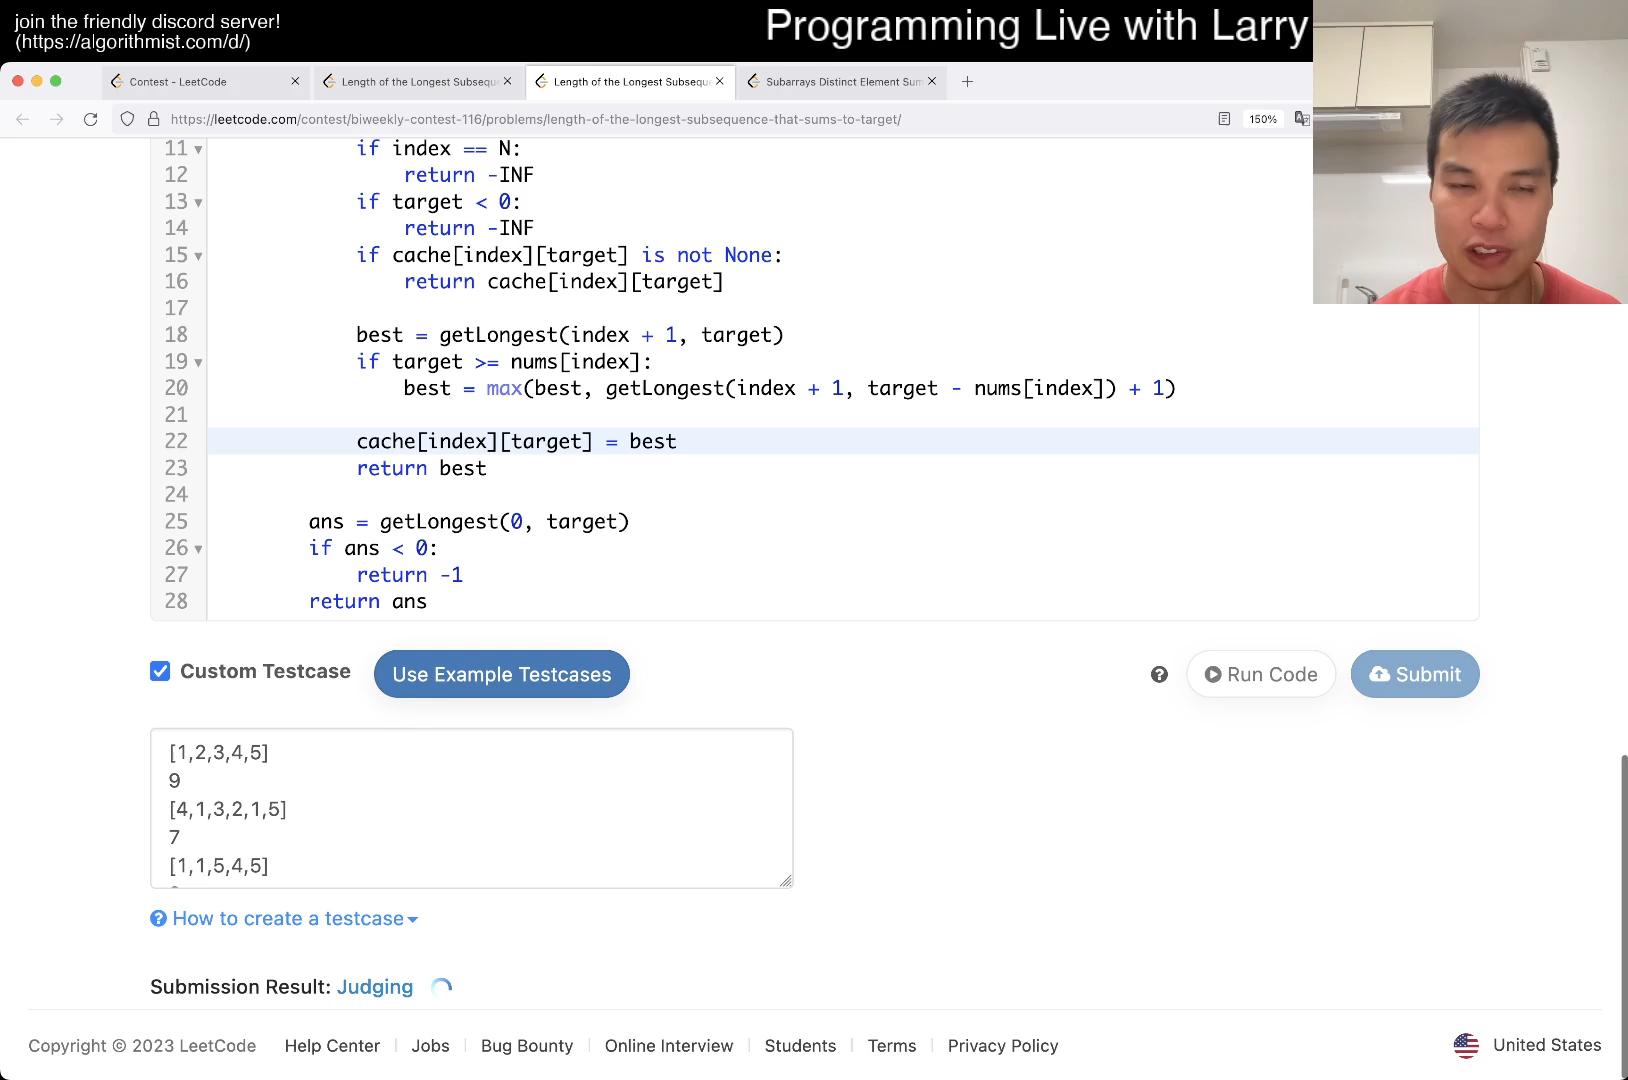 join the friendly discord server!
(https://algorithmist.com/d/)
Programming Live with Larry
Contest - LeetCode
Length of the Longest Subseque
Length of the Longest Subseque
Subarrays Distinct Element Sum
https://leetcode.com/contest/biweekly-contest-116/problems/length-of-the-longest-subsequence-that-sums-to-target/
150%
11 if index == N:
12 return -INF
13 if target < 0:
14 return -INF
15 if cache[index][target] is not None:
16 return cache[index][target]
17
18 best = getLongest(index + 1, target)
19 if target >= nums[index]:
20 best = max(best, getLongest(index + 1, target - nums[index]) + 1)
21
22 cache[index][target] = best
23 return best
24
25 ans = getLongest(0, target)
26 if ans < 0:
27 return -1
28 return ans
Custom Testcase
Use Example Testcases
Run Code
Submit
[1,2,3,4,5]
9
[4,1,3,2,1,5]
7
[1,1,5,4,5]
How to create a testcase
Submission Result: Judging
Copyright © 2023 LeetCode
Help Center
Jobs
Bug Bounty
Online Interview
Students
Terms
Privacy Policy
United States